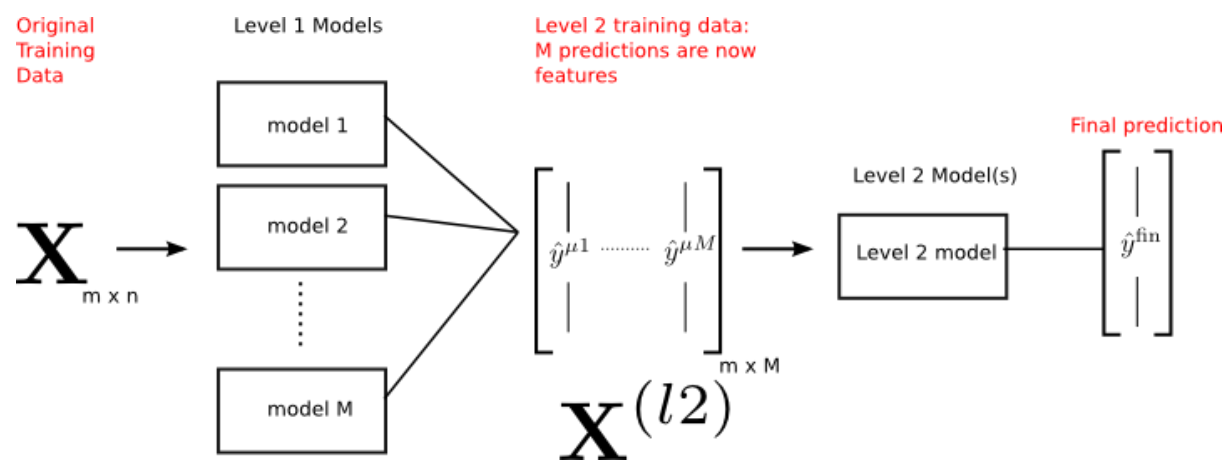 Original
Training
Data
Level 1 Models
Level 2 training data:
M predictions are now
features
model 1
model 2
model M
X
m x n
ŷ^{μ1} .......... ŷ^{μM}
m x M
X^{(l2)}
Level 2 Model(s)
Level 2 model
Final prediction
ŷ^{fin}